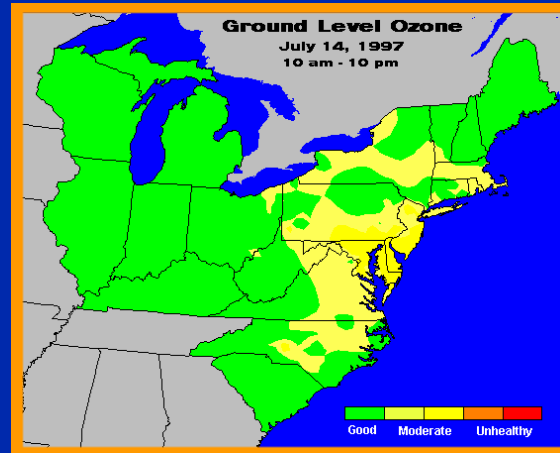 Ground Level Ozone
July 14, 1997
10 am - 10 pm
Good Moderate Unhealthy